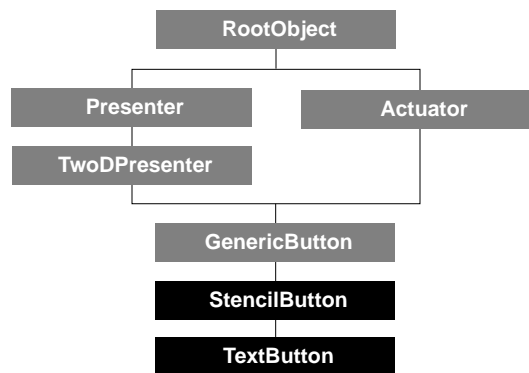 RootObject
Presenter
Actuator
TwoDPresenter
GenericButton
StencilButton
TextButton